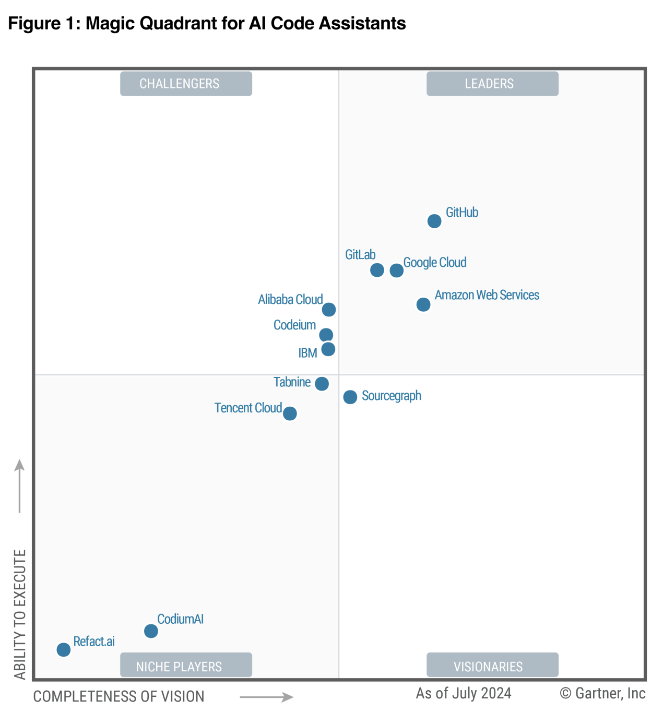 Figure 1: Magic Quadrant for AI Code Assistants
CHALLENGERS
LEADERS
GitHub
GitLab
Google Cloud
Alibaba Cloud
Amazon Web Services
Codeium
IBM
Tabnine
Sourcegraph
Tencent Cloud
CodiumAI
Refact.ai
NICHE PLAYERS
VISIONARIES
ABILITY TO EXECUTE
COMPLETENESS OF VISION
As of July 2024
© Gartner, Inc